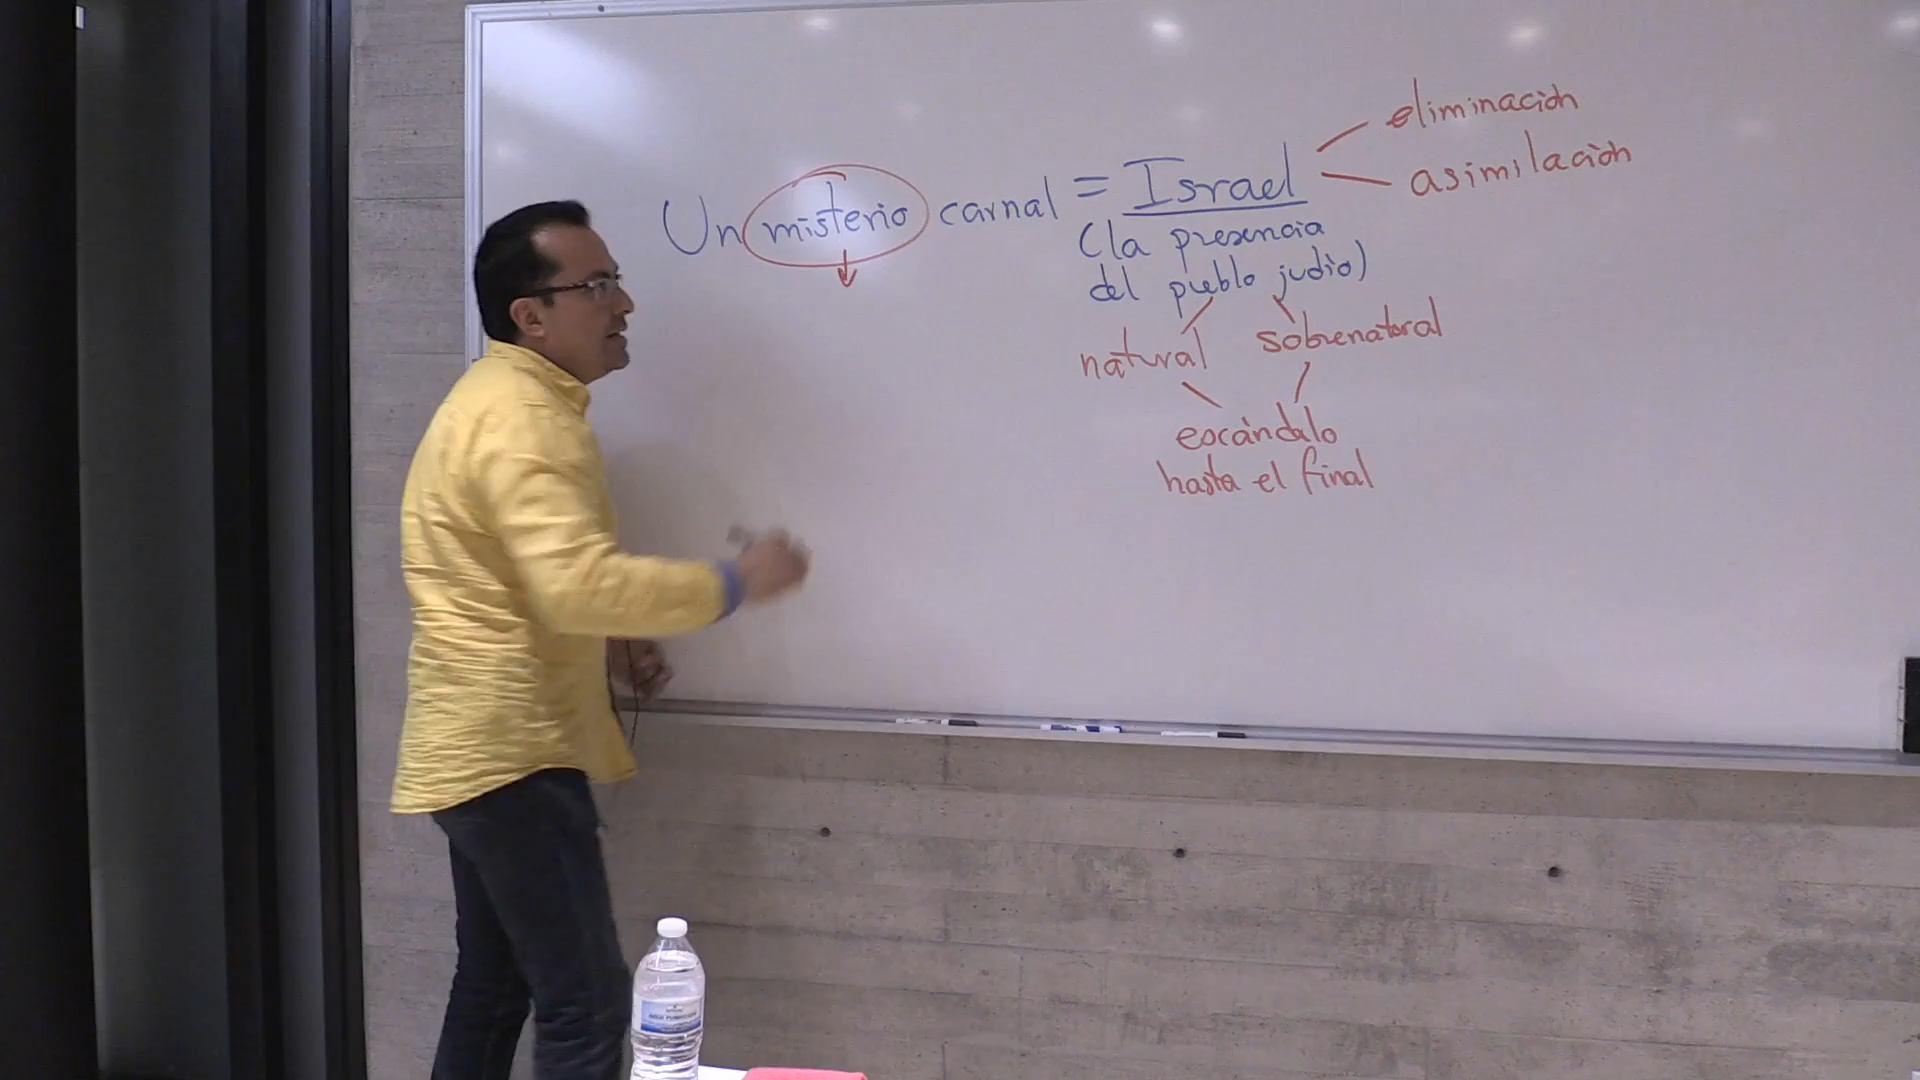 eliminación
asimilación
Un misterio carnal = Israel
(la presencia
del pueblo judío)
natural sobrenatural
escándalo
hasta el final